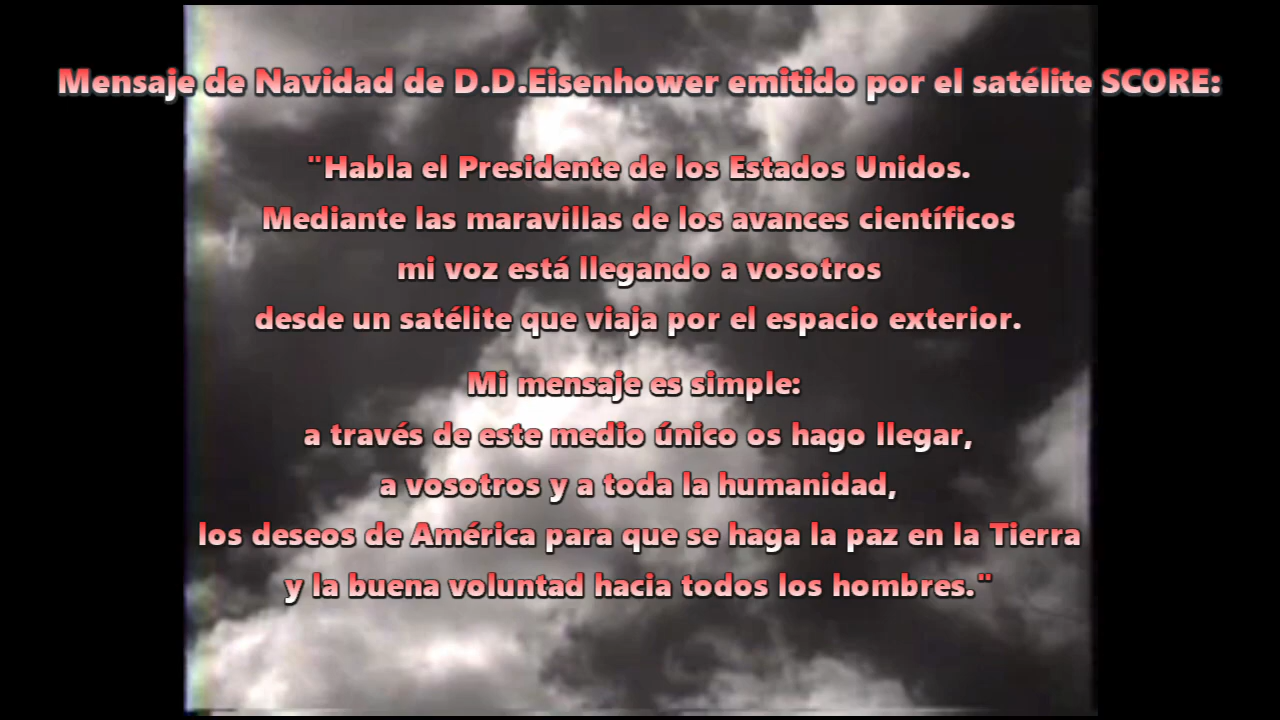 Mensaje de Navidad de D.D.Eisenhower emitido por el satélite SCORE:
"Habla el Presidente de los Estados Unidos.
Mediante las maravillas de los avances científicos
mi voz está llegando a vosotros
desde un satélite que viaja por el espacio exterior.
Mi mensaje es simple:
a través de este medio único os hago llegar,
a vosotros y a toda la humanidad,
los deseos de América para que se haga la paz en la Tierra
y la buena voluntad hacia todos los hombres."